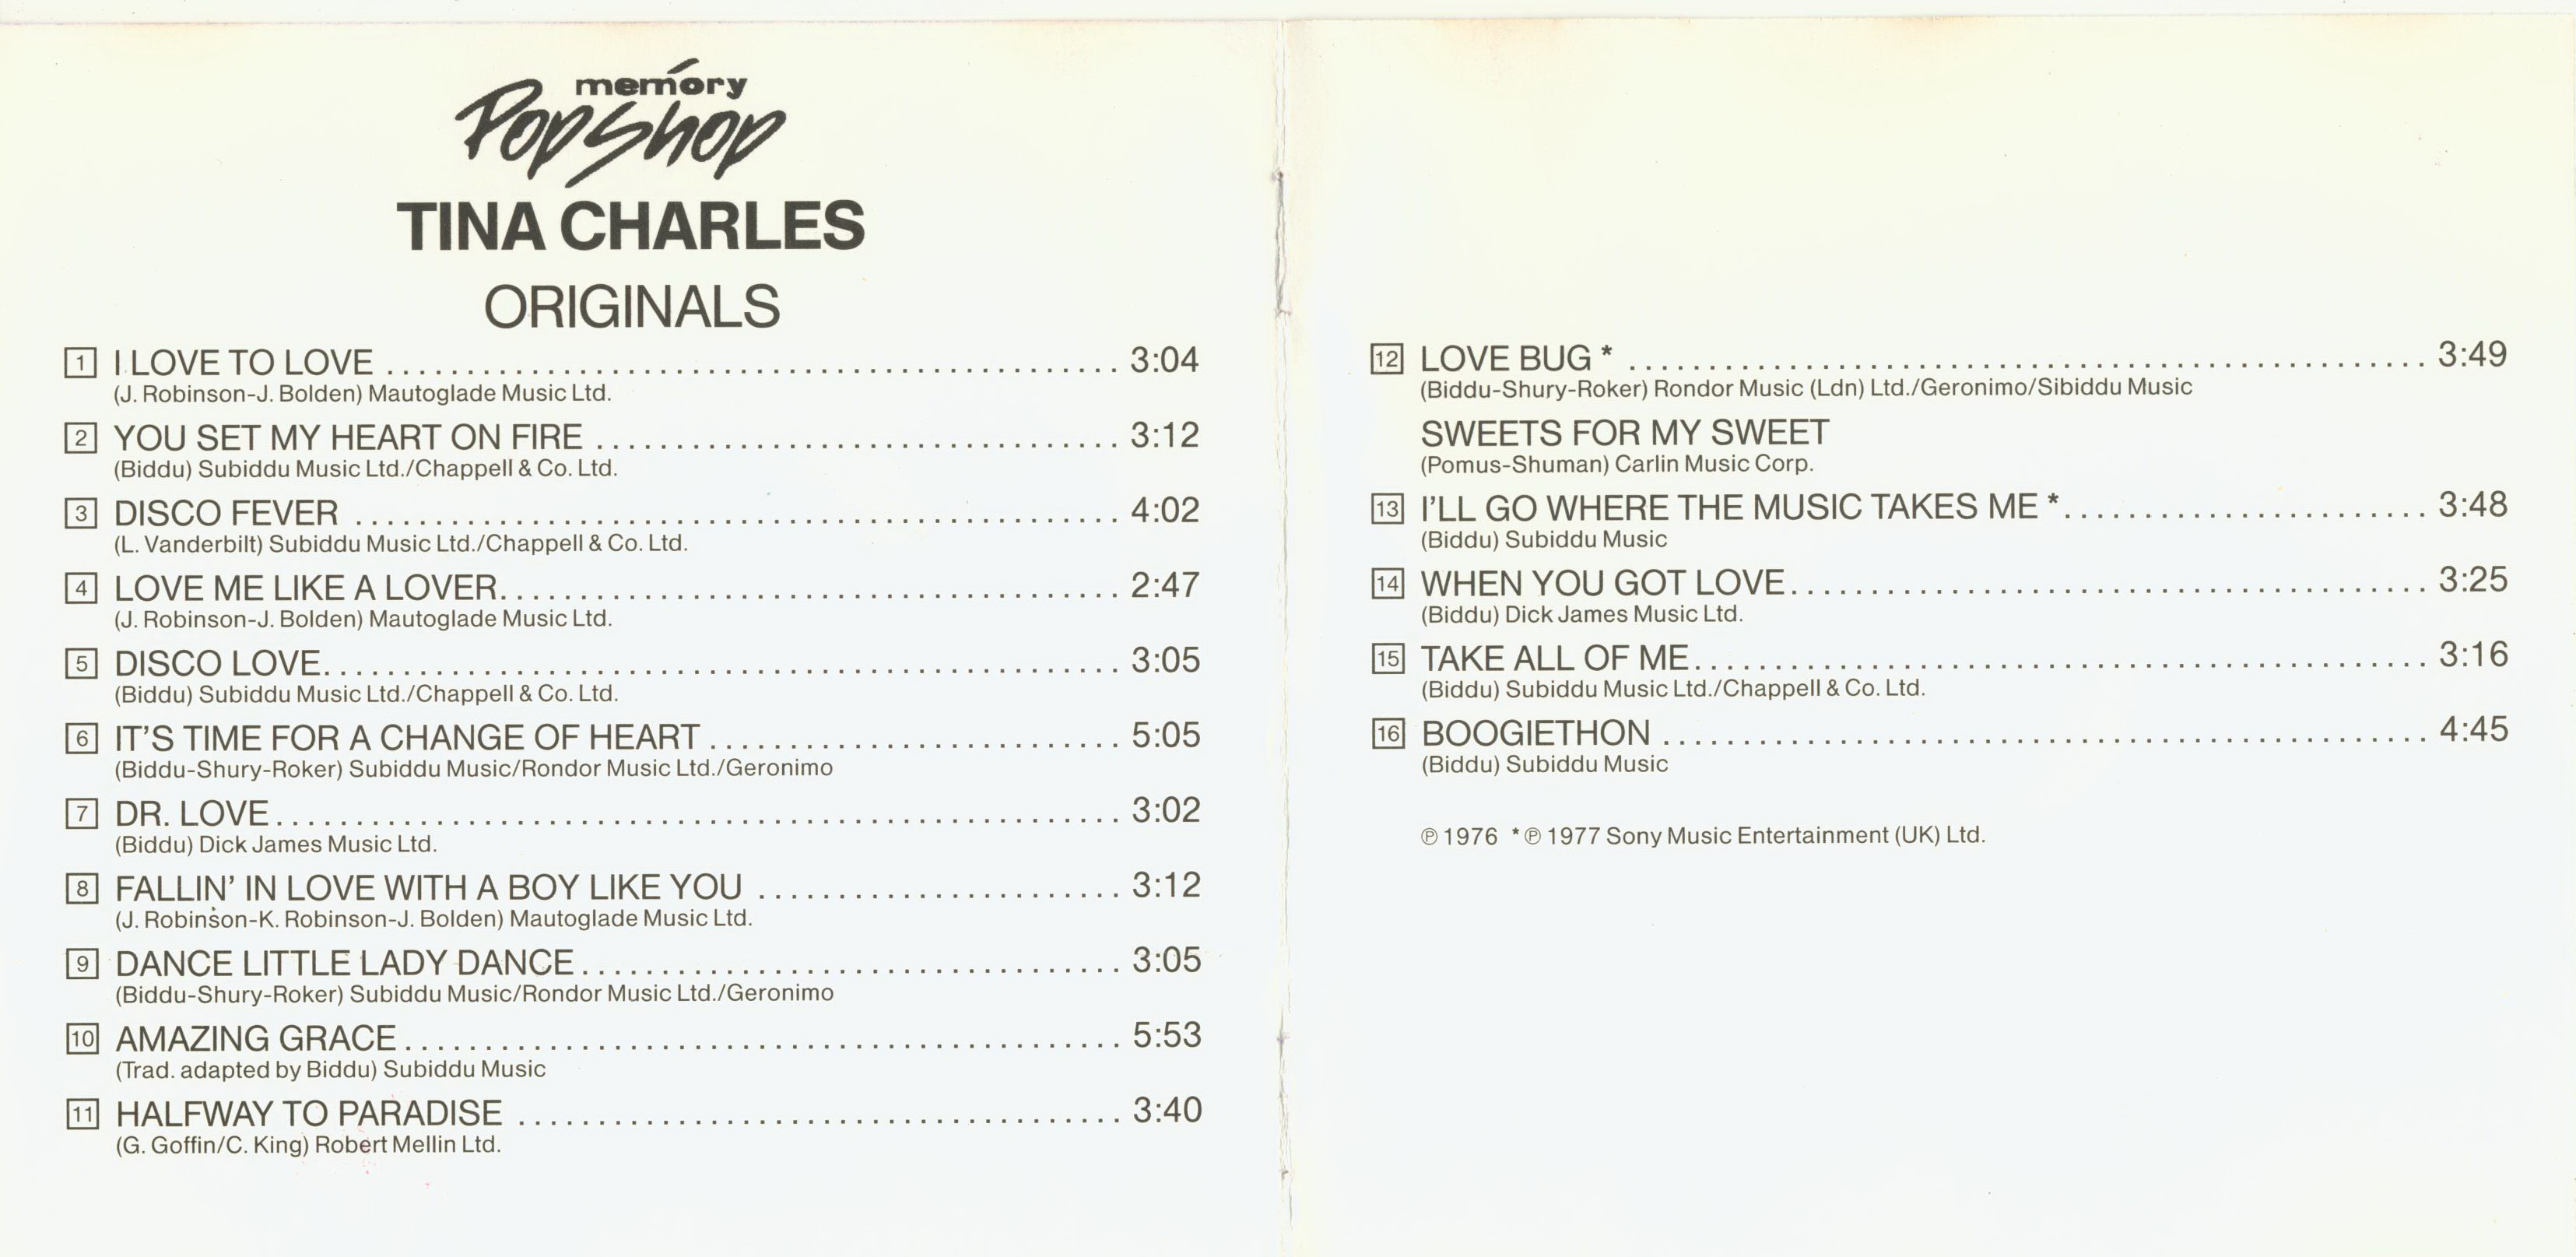 memory
PopShop
TINA CHARLES
ORIGINALS
1 I LOVE TO LOVE ........ 3:04
(J. Robinson-J. Bolden) Mautoglade Music Ltd.
2 YOU SET MY HEART ON FIRE ........ 3:12
(Biddu) Subiddu Music Ltd./Chappell & Co. Ltd.
3 DISCO FEVER ........ 4:02
(L. Vanderbilt) Subiddu Music Ltd./Chappell & Co. Ltd.
4 LOVE ME LIKE A LOVER ........ 2:47
(J. Robinson-J. Bolden) Mautoglade Music Ltd.
5 DISCO LOVE ........ 3:05
(Biddu) Subiddu Music Ltd./Chappell & Co. Ltd.
6 IT'S TIME FOR A CHANGE OF HEART ........ 5:05
(Biddu-Shury-Roker) Subiddu Music/Rondor Music Ltd./Geronimo
7 DR. LOVE ........ 3:02
(Biddu) Dick James Music Ltd.
8 FALLIN' IN LOVE WITH A BOY LIKE YOU ........ 3:12
(J. Robinson-K. Robinson-J. Bolden) Mautoglade Music Ltd.
9 DANCE LITTLE LADY DANCE ........ 3:05
(Biddu-Shury-Roker) Subiddu Music/Rondor Music Ltd./Geronimo
10 AMAZING GRACE ........ 5:53
(Trad. adapted by Biddu) Subiddu Music
11 HALFWAY TO PARADISE ........ 3:40
(G. Goffin/C. King) Robert Mellin Ltd.
12 LOVE BUG * ........ 3:49
(Biddu-Shury-Roker) Rondor Music (Ldn) Ltd./Geronimo/Sibiddu Music
SWEETS FOR MY SWEET
(Pomus-Shuman) Carlin Music Corp.
13 I'LL GO WHERE THE MUSIC TAKES ME * ........ 3:48
(Biddu) Subiddu Music
14 WHEN YOU GOT LOVE ........ 3:25
(Biddu) Dick James Music Ltd.
15 TAKE ALL OF ME ........ 3:16
(Biddu) Subiddu Music Ltd./Chappell & Co. Ltd.
16 BOOGIETHON ........ 4:45
(Biddu) Subiddu Music
℗ 1976 * ℗ 1977 Sony Music Entertainment (UK) Ltd.